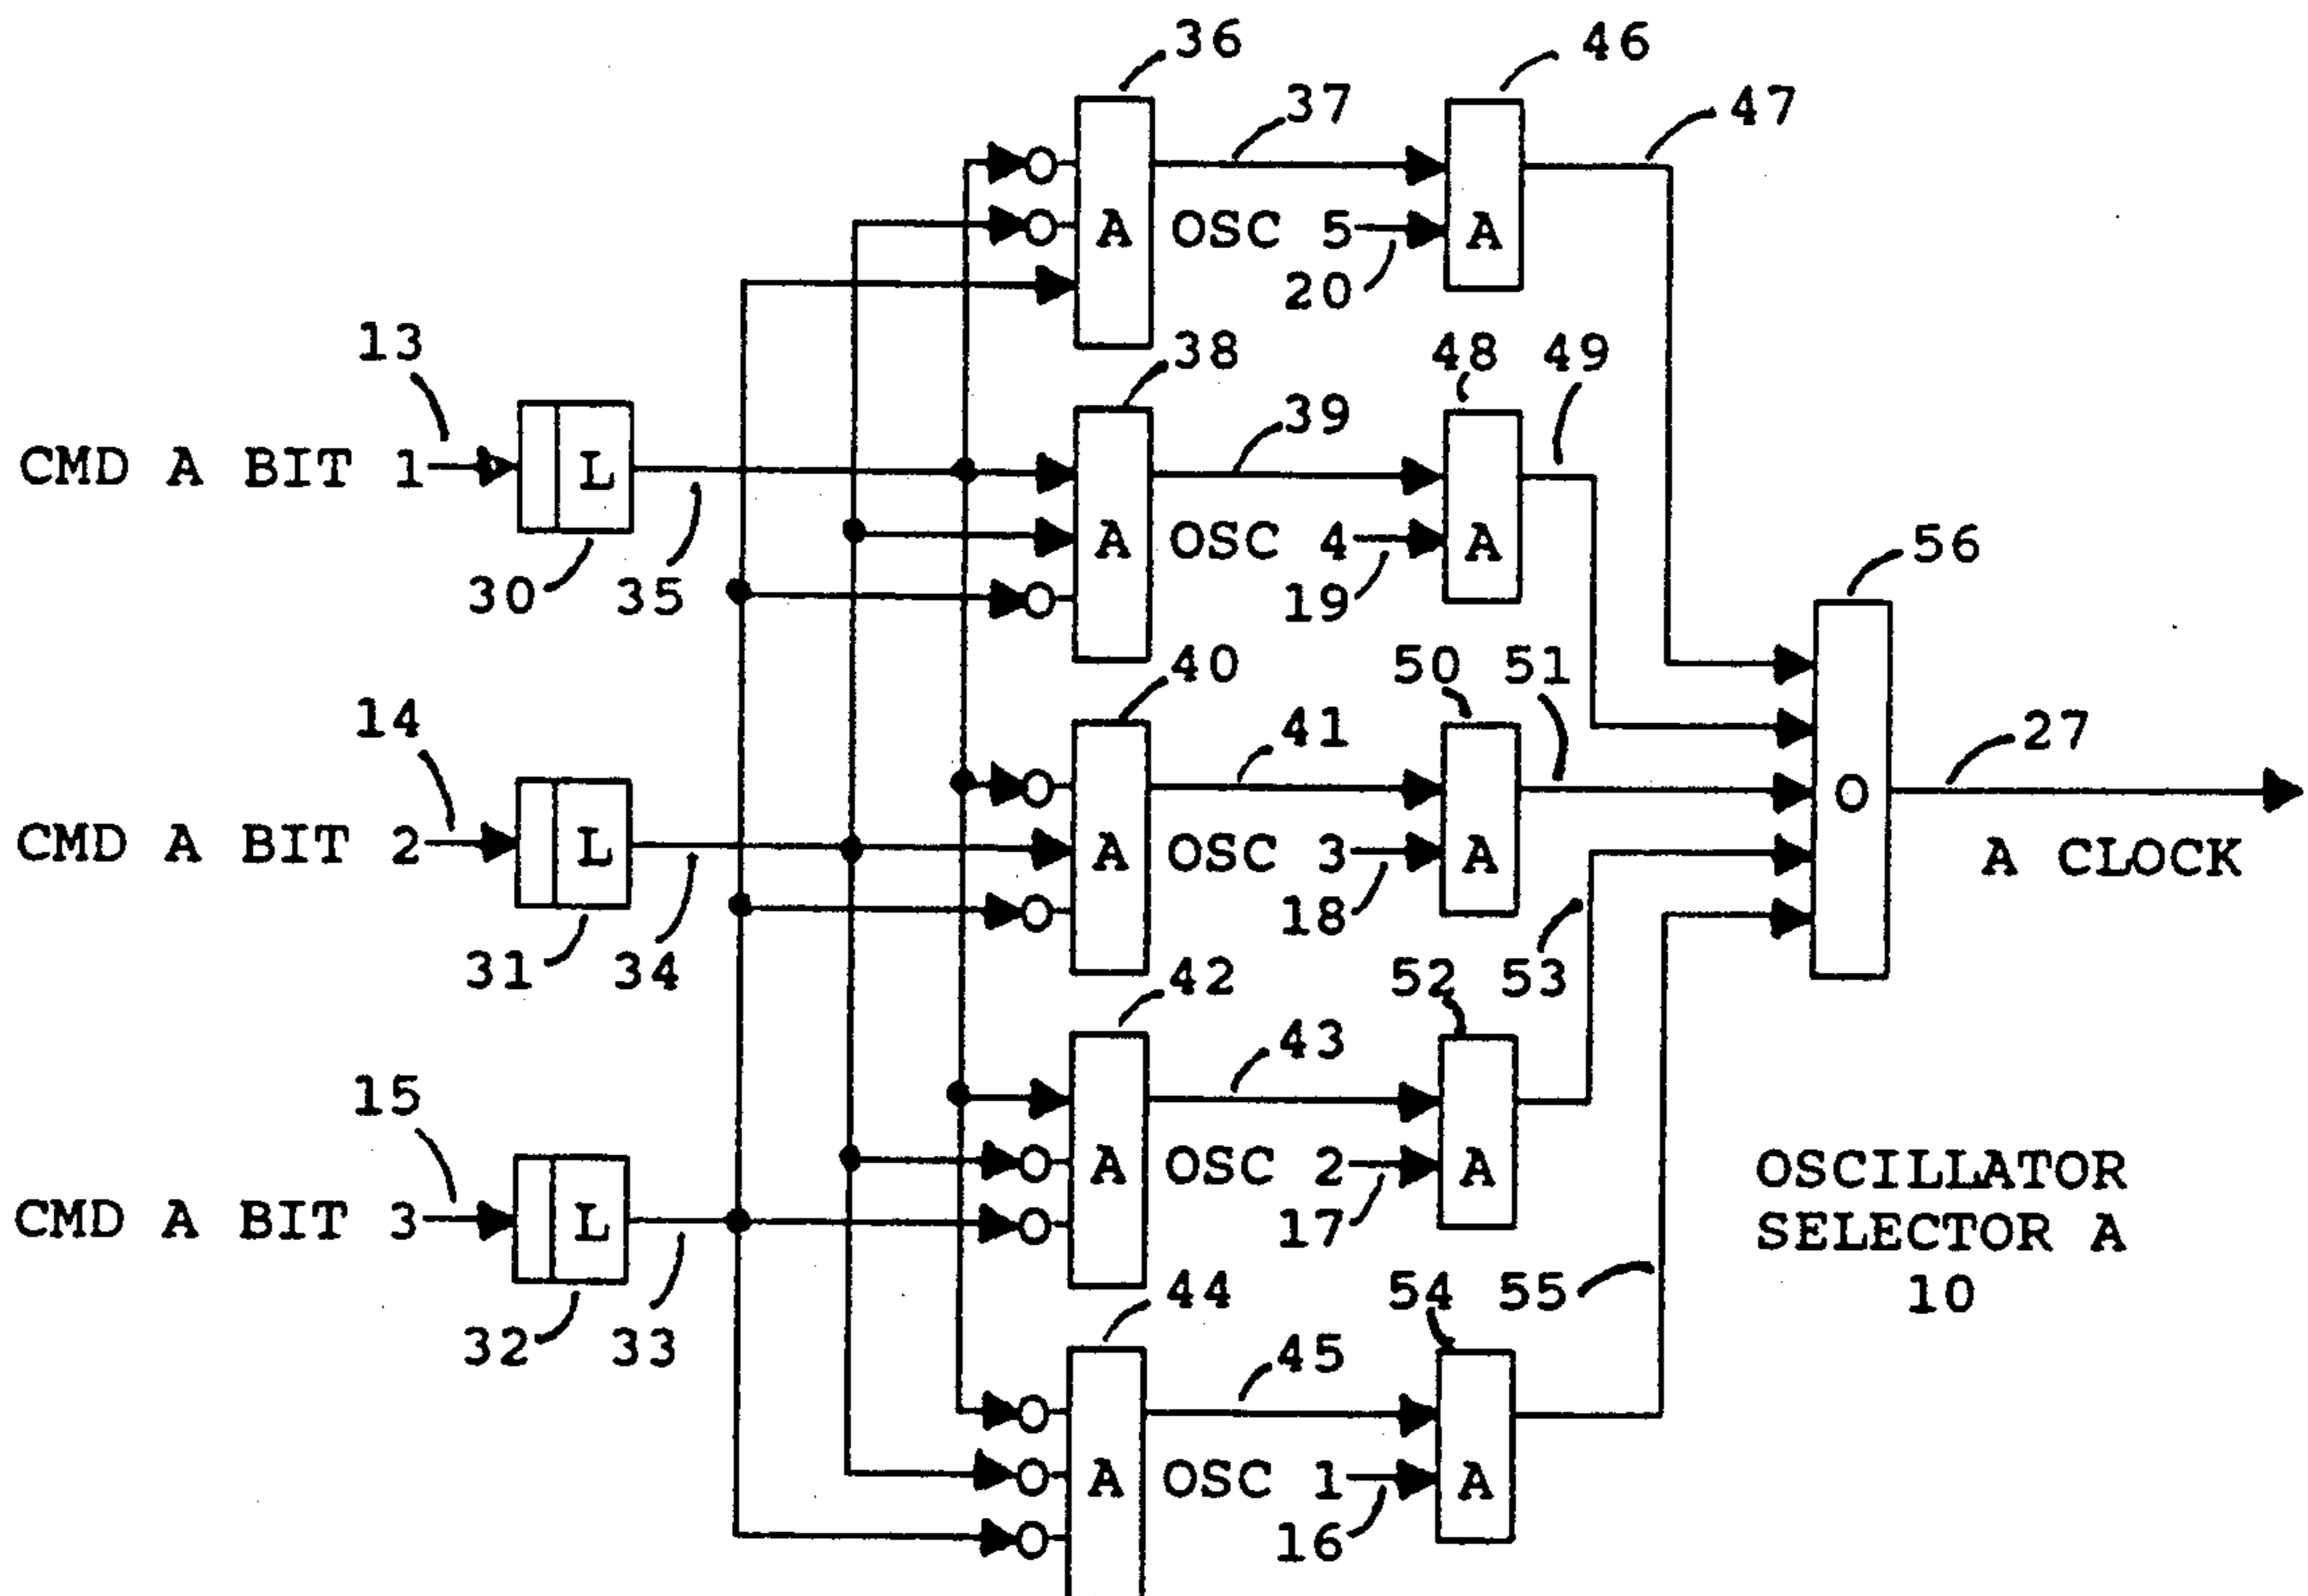 36
46
37
47
A
OSC 5
A
20
13
38
48
49
39
CMD A BIT 1
L
A
OSC 4
A
56
30
35
19
40
50
51
14
41
27
O
CMD A BIT 2
L
A
OSC 3
A
A CLOCK
18
31
34
42
52
53
43
15
A
OSC 2
A
OSCILLATOR
SELECTOR A
10
CMD A BIT 3
L
17
44
54
55
32
33
45
A
OSC 1
A
16